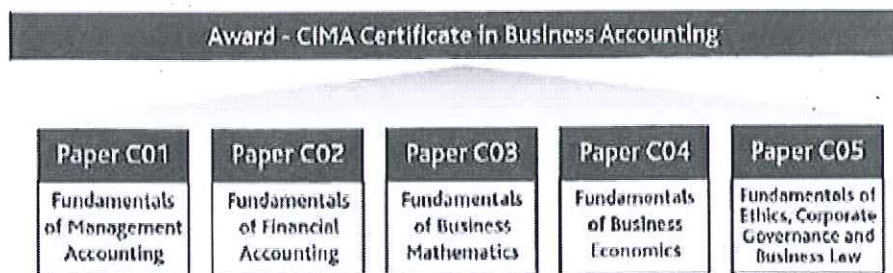 Award - CIMA Certificate in Business Accounting
Paper C01
Fundamentals
of Management
Accounting
Paper C02
Fundamentals
of Financial
Accounting
Paper C03
Fundamentals
of Business
Mathematics
Paper C04
Fundamentals
of Business
Economics
Paper C05
Fundamentals of
Ethics, Corporate
Governance and
Business Law